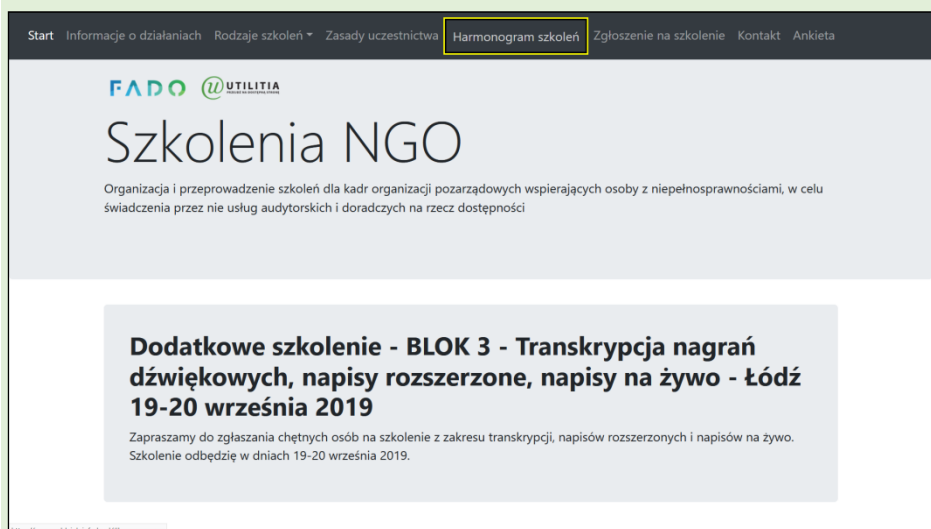 Start Informacje o działaniach Rodzaje szkoleń Zasady uczestnictwa Harmonogram szkoleń Zgłoszenie na szkolenie Kontakt Ankieta
FADO UTILITIA
Szkolenia NGO
Organizacja i przeprowadzenie szkoleń dla kadr organizacji pozarządowych wspierających osoby z niepełnosprawnościami, w celu
świadczenia przez nie usług audytorskich i doradczych na rzecz dostępności
Dodatkowe szkolenie - BLOK 3 - Transkrypcja nagrań
dźwiękowych, napisy rozszerzone, napisy na żywo - Łódź
19-20 września 2019
Zapraszamy do zgłaszania chętnych osób na szkolenie z zakresu transkrypcji, napisów rozszerzonych i napisów na żywo.
Szkolenie odbędzię w dniach 19-20 września 2019.